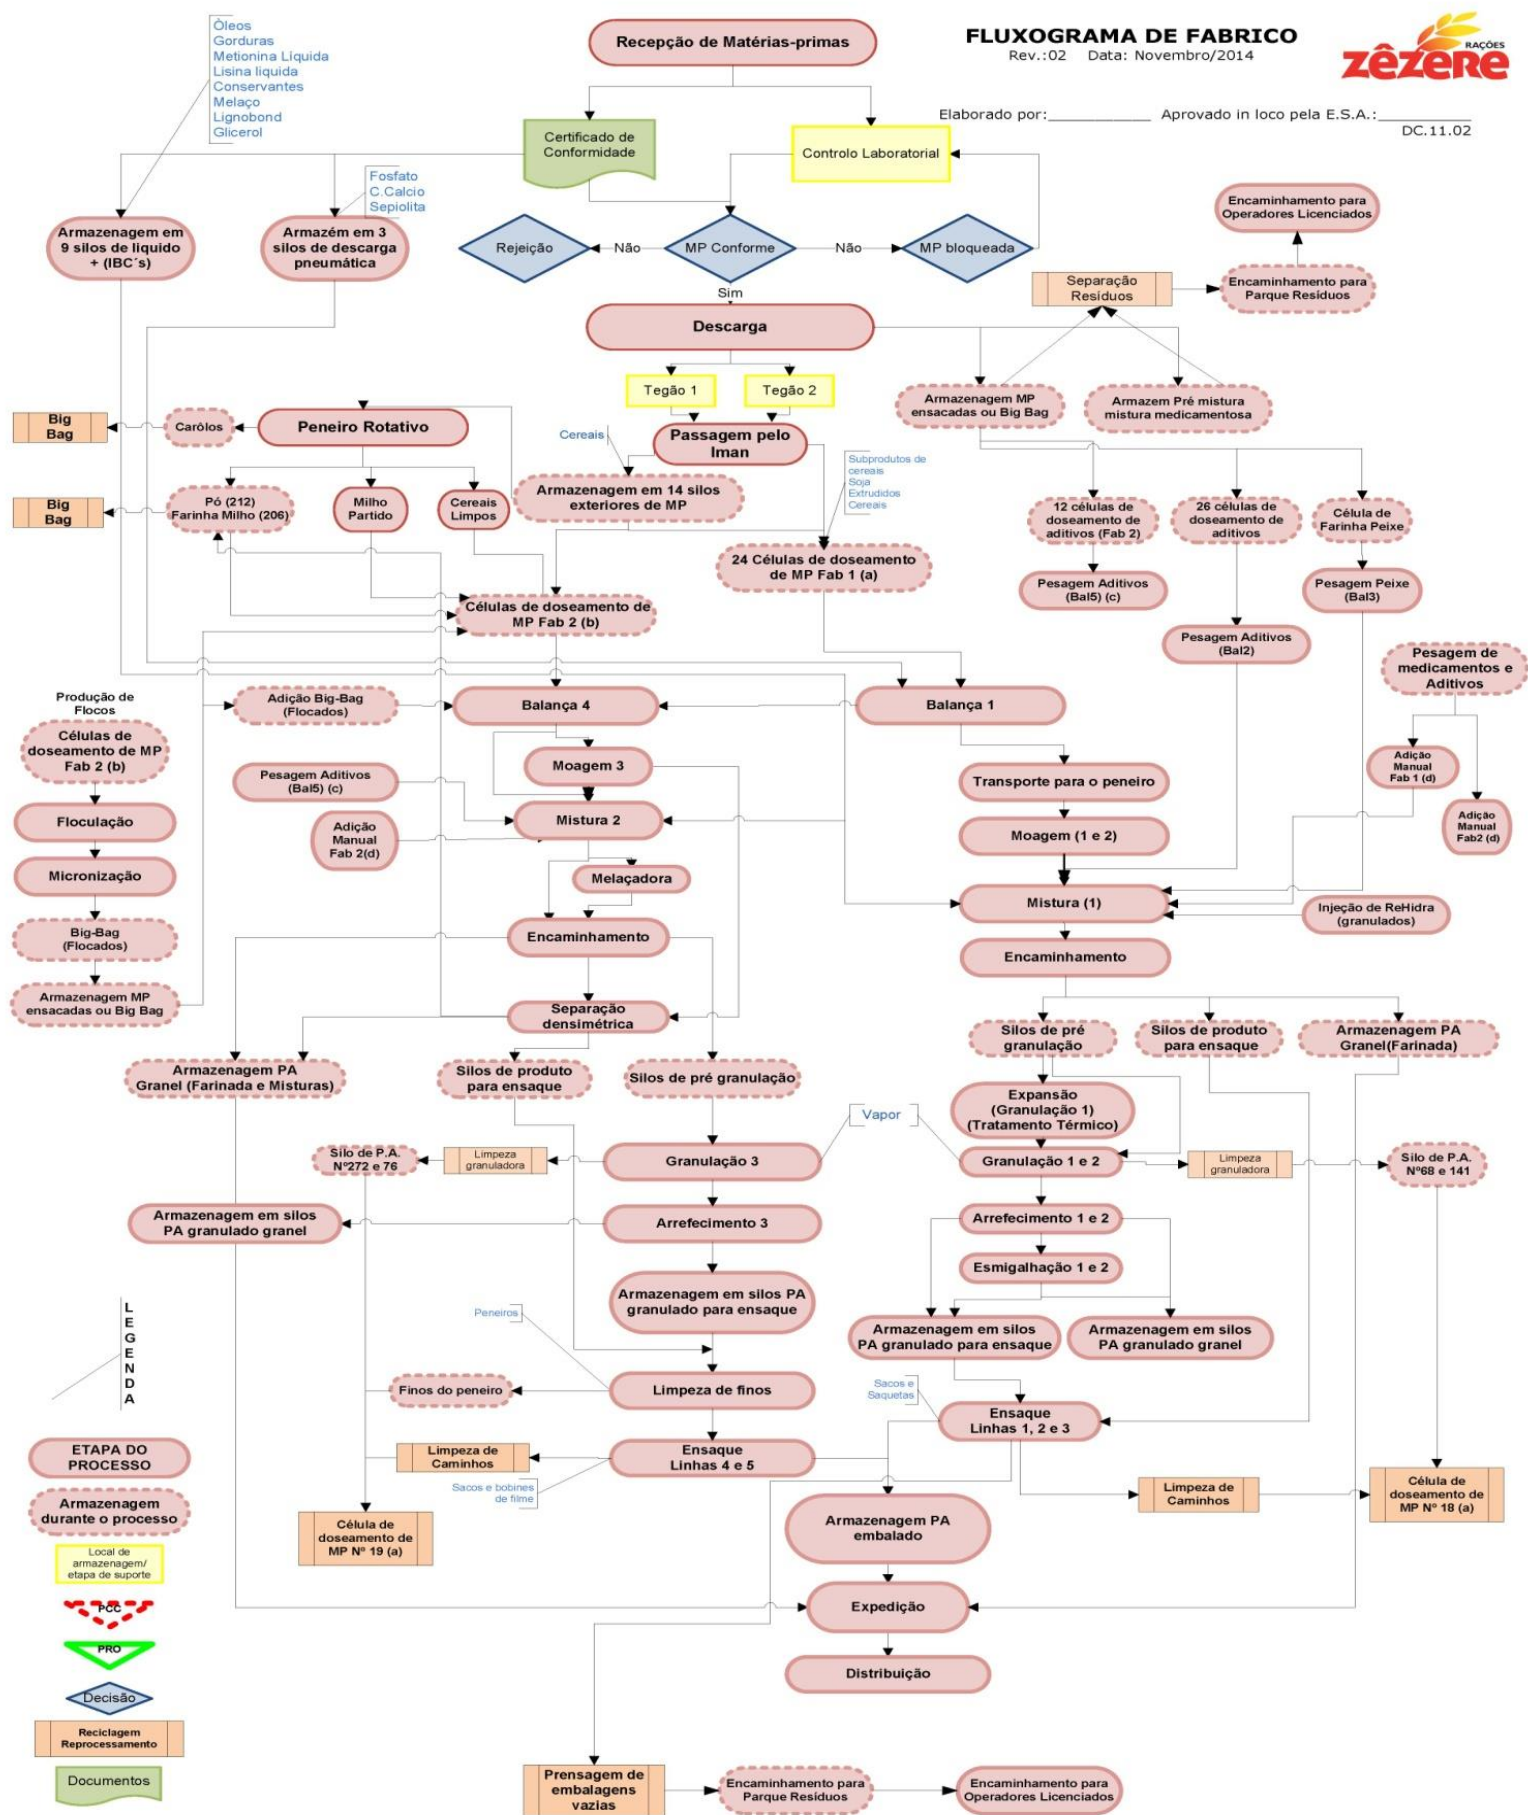 FLUXOGRAMA DE FABRICO
Rev.:02 Data: Novembro/2014
RAÇÕES
ZÊZERE
Elaborado por:___________ Aprovado in loco pela E.S.A.:__________
DC.11.02
Òleos
Gorduras
Metionina Líquida
Lisina liquida
Conservantes
Melaço
Lignobond
Glicerol
Recepção de Matérias-primas
Certificado de
Conformidade
Controlo Laboratorial
Fosfato
C.Calcio
Sepiolita
Armazenagem em
9 silos de liquido
+ (IBC´s)
Armazém em 3
silos de descarga
pneumática
Rejeição
Não
MP Conforme
Não
MP bloqueada
Sim
Encaminhamento para
Operadores Licenciados
Separação
Resíduos
Encaminhamento para
Parque Resíduos
Descarga
Tegão 1
Tegão 2
Armazenagem MP
ensacadas ou Big Bag
Armazem Pré mistura
mistura medicamentosa
Big
Bag
Carôlos
Peneiro Rotativo
Cereais
Passagem pelo
Iman
Subprodutos de
cereais
Soja
Extrudidos
Cereais
Big
Bag
Pó (212)
Farinha Milho (206)
Milho
Partido
Cereais
Limpos
Armazenagem em 14 silos
exteriores de MP
12 células de
doseamento de
aditivos (Fab 2)
26 células de
doseamento de
aditivos
Célula de
Farinha Peixe
24 Células de doseamento
de MP Fab 1 (a)
Pesagem Aditivos
(Bal5) (c)
Pesagem Peixe
(Bal3)
Células de doseamento de
MP Fab 2 (b)
Pesagem Aditivos
(Bal2)
Pesagem de
medicamentos e
Aditivos
Produção de
Flocos
Adição Big-Bag
(Flocados)
Balança 4
Balança 1
Células de
doseamento de MP
Fab 2 (b)
Moagem 3
Pesagem Aditivos
(Bal5) (c)
Transporte para o peneiro
Adição
Manual
Fab 1 (d)
Floculação
Mistura 2
Adição
Manual
Fab 2(d)
Moagem (1 e 2)
Adição
Manual
Fab2 (d)
Micronização
Melaçadora
Mistura (1)
Injeção de ReHidra
(granulados)
Big-Bag
(Flocados)
Encaminhamento
Encaminhamento
Armazenagem MP
ensacadas ou Big Bag
Separação
densimétrica
Silos de pré
granulação
Silos de produto
para ensaque
Armazenagem PA
Granel(Farinada)
Armazenagem PA
Granel (Farinada e Misturas)
Silos de produto
para ensaque
Silos de pré granulação
Expansão
(Granulação 1)
(Tratamento Térmico)
Vapor
Silo de P.A.
Nº272 e 76
Limpeza
granuladora
Granulação 3
Granulação 1 e 2
Limpeza
granuladora
Silo de P.A.
Nº68 e 141
Armazenagem em silos
PA granulado granel
Arrefecimento 3
Arrefecimento 1 e 2
Esmigalhação 1 e 2
Armazenagem em silos PA
granulado para ensaque
Peneiros
Armazenagem em silos
PA granulado para ensaque
Armazenagem em silos
PA granulado granel
L
E
G
E
N
D
A
Finos do peneiro
Limpeza de finos
Sacos e
Saquetas
Ensaque
Linhas 1, 2 e 3
ETAPA DO
PROCESSO
Limpeza de
Caminhos
Ensaque
Linhas 4 e 5
Sacos e bobines
de filme
Limpeza de
Caminhos
Célula de
doseamento de
MP Nº 18 (a)
Armazenagem
durante o processo
Célula de
doseamento de
MP Nº 19 (a)
Armazenagem PA
embalado
Local de
armazenagem/
etapa de suporte
PCC
Expedição
PRO
Distribuição
Decisão
Reciclagem
Reprocessamento
Documentos
Prensagem de
embalagens
vazias
Encaminhamento para
Parque Resíduos
Encaminhamento para
Operadores Licenciados